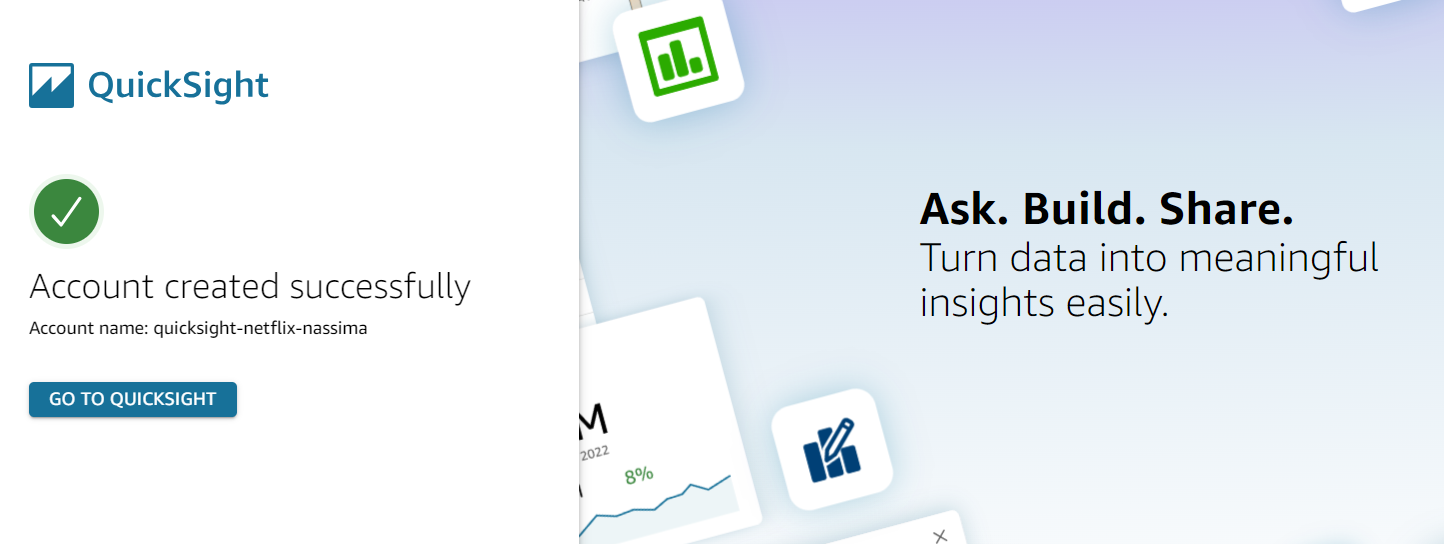 QuickSight
Account created successfully
Account name: quicksight-netflix-nassima
GO TO QUICKSIGHT
Ask. Build. Share.
Turn data into meaningful
insights easily.
M
2022
8%